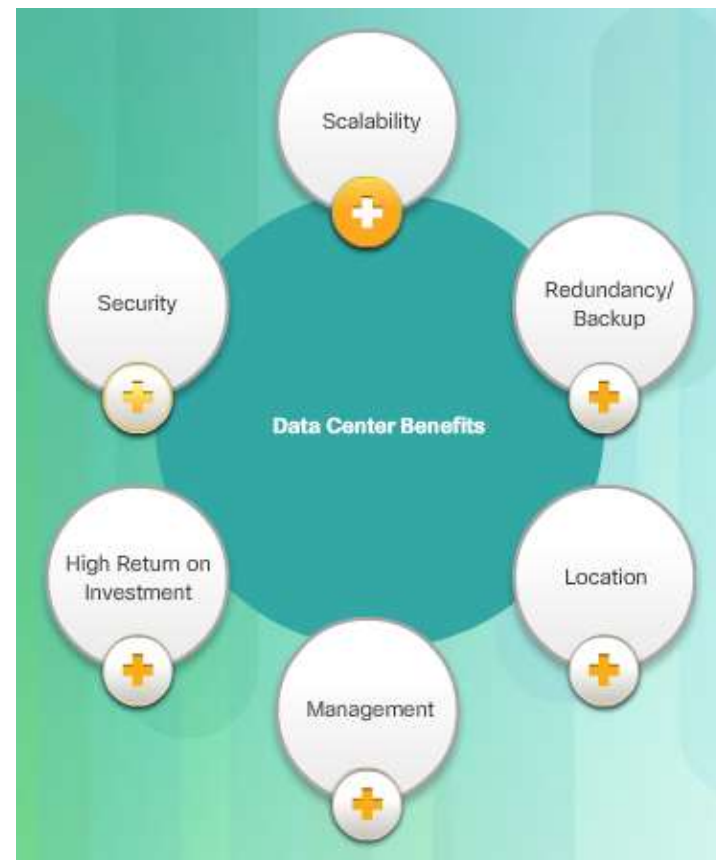 Scalability
Security
Redundancy/
Backup
Data Center Benefits
High Return on
Investment
Location
Management